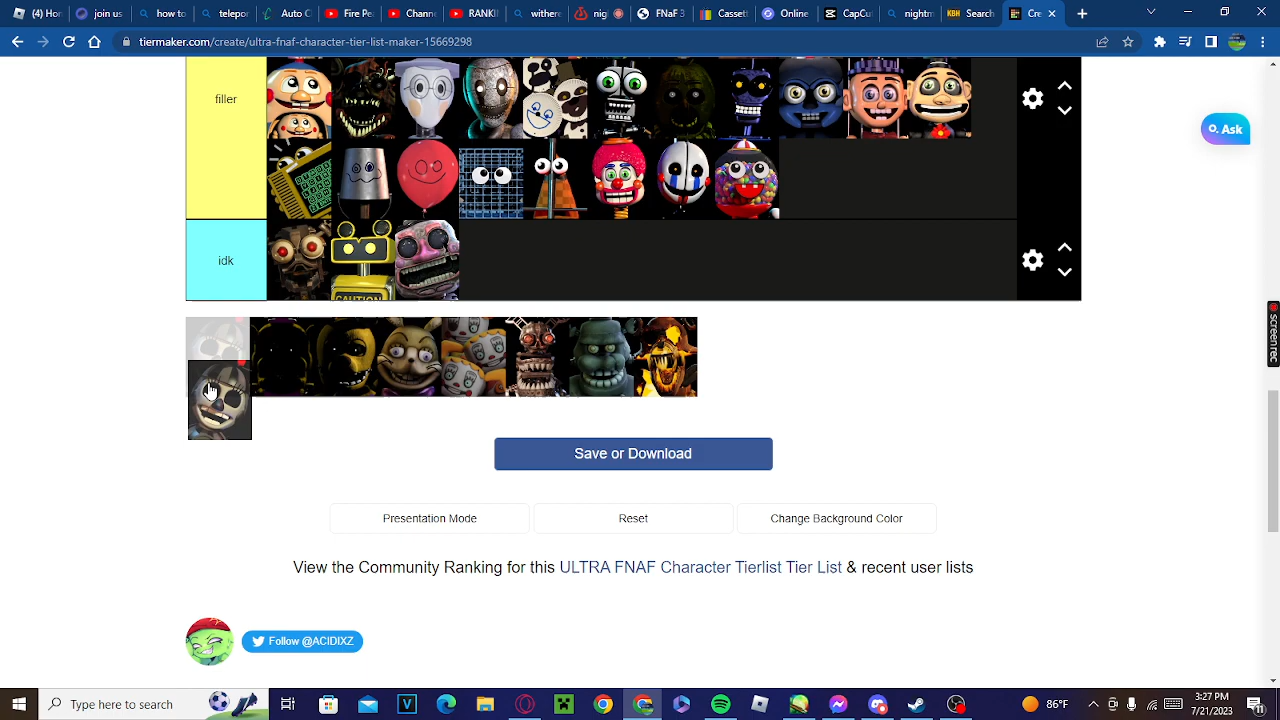 (4) Hor
join us
how to
telepor
Auto C
Fire Pe
Chann
RANKI
withere
nig
FNaF 3
Cassett
Online
CapCu
nightm
KBH Search
Cre
tiermaker.com/create/ultra-fnaf-character-tier-list-maker-15669298
filler
Ask
idk
CAUTION
screenrec
Save or Download
Presentation Mode
Reset
Change Background Color
View the Community Ranking for this ULTRA FNAF Character Tierlist Tier List & recent user lists
Follow @ACIDIXZ
Type here to search
86°F
3:27 PM
7/21/2023
11